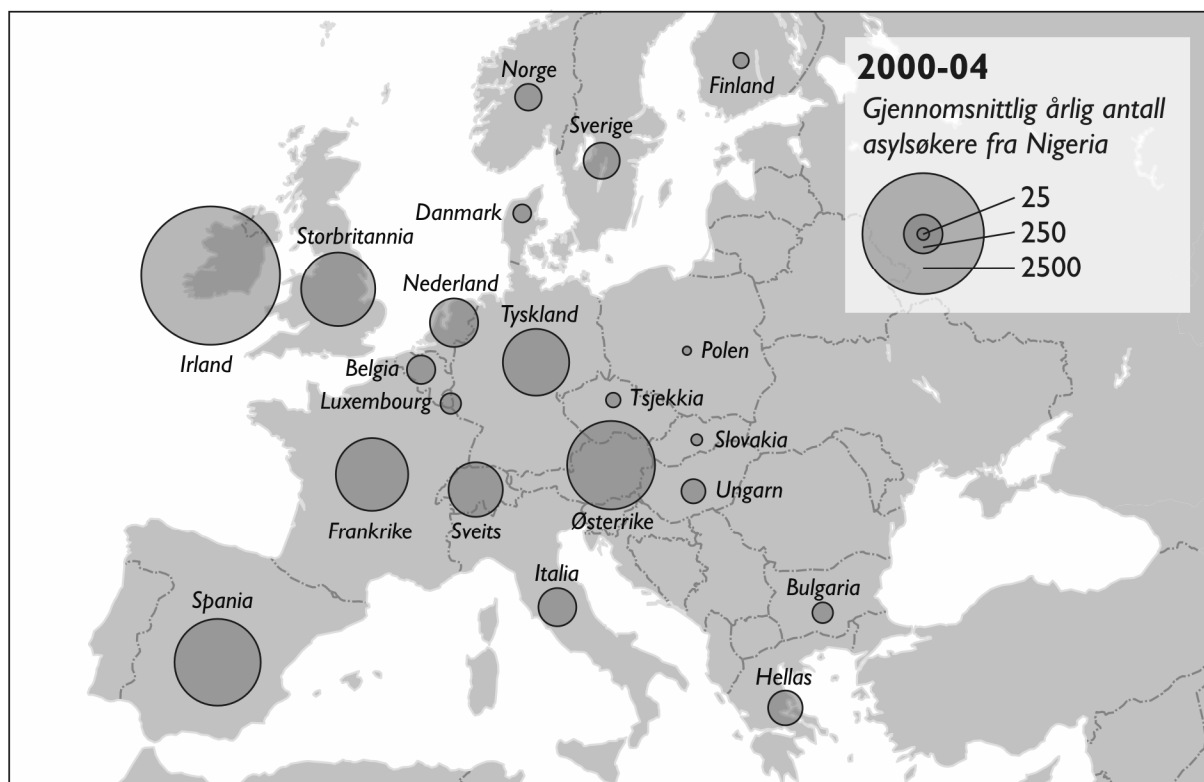 2000-04
Gjennomsnittlig årlig antall
asylsøkere fra Nigeria
25
250
2500
Norge
Finland
Sverige
Danmark
Storbritannia
Nederland
Tyskland
Irland
Belgia
Polen
Luxembourg
Tsjekkia
Slovakia
Ungarn
Frankrike
Sveits
Østerrike
Italia
Bulgaria
Spania
Hellas